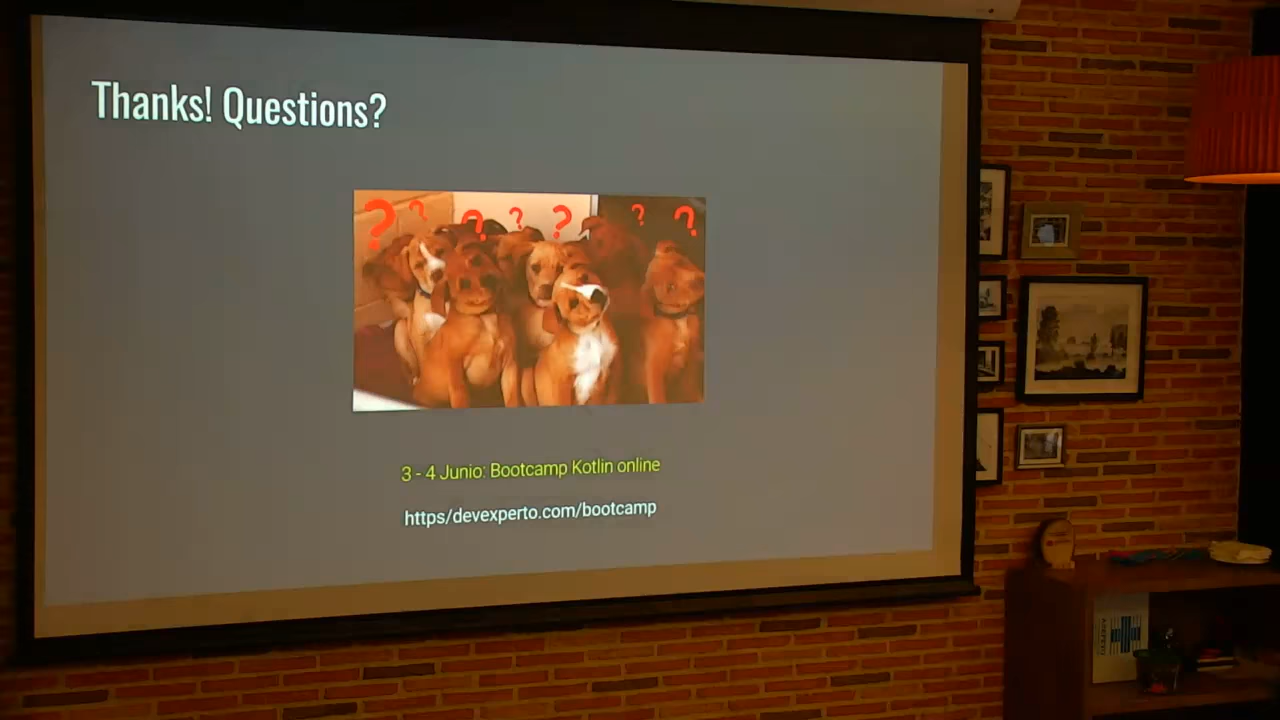 Thanks! Questions?
? ? ? ? ? ? ?
3 - 4 Junio: Bootcamp Kotlin online
https/devexperto.com/bootcamp